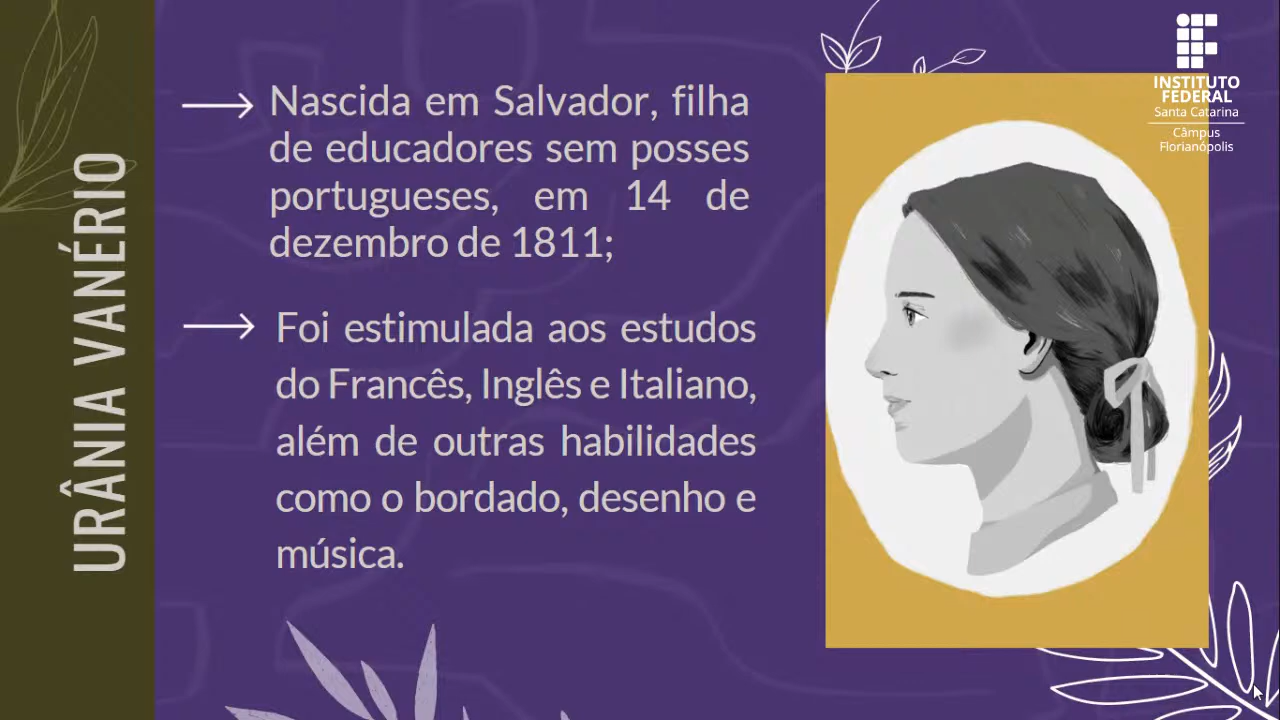 URÂNIA VANÉRIO
Nascida em Salvador, filha
de educadores sem posses
portugueses, em 14 de
dezembro de 1811;
Foi estimulada aos estudos
do Francês, Inglês e Italiano,
além de outras habilidades
como o bordado, desenho e
música.
INSTITUTO
FEDERAL
Santa Catarina
Câmpus
Florianópolis